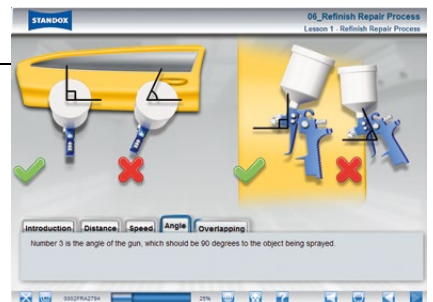 STANDOX
06_Refinish Repair Process
Lesson 1 - Refinish Repair Process
Introduction
Distance
Speed
Angle
Overlapping
Number 3 is the angle of the gun, which should be 90 degrees to the object being sprayed.
0002FRA2794
25%